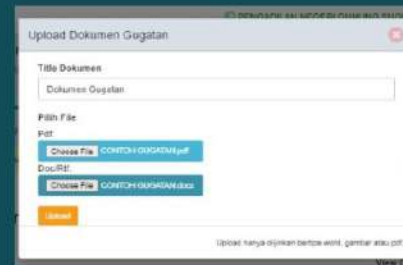 PENGADILAN NEGERI
Upload Dokumen Gugatan
Title Dokumen
Dokumen Gugatan
Pilih File
Pdf:
Choose File CONTOH GUGATAN.pdf
Doc/Rtf:
Choose File CONTOH GUGATAN.docx
Upload
Upload hanya diijinkan bertipe word, gambar atau pdf
View